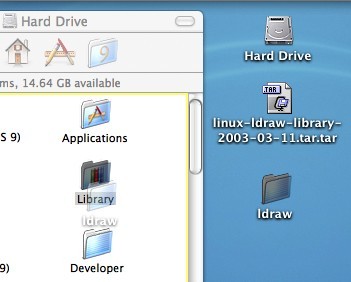 Hard Drive
9
ms, 14.64 GB available
S 9)
Applications
Library
ldraw
9)
Developer
Hard Drive
TAR
linux-ldraw-library-
2003-03-11.tar.tar
ldraw